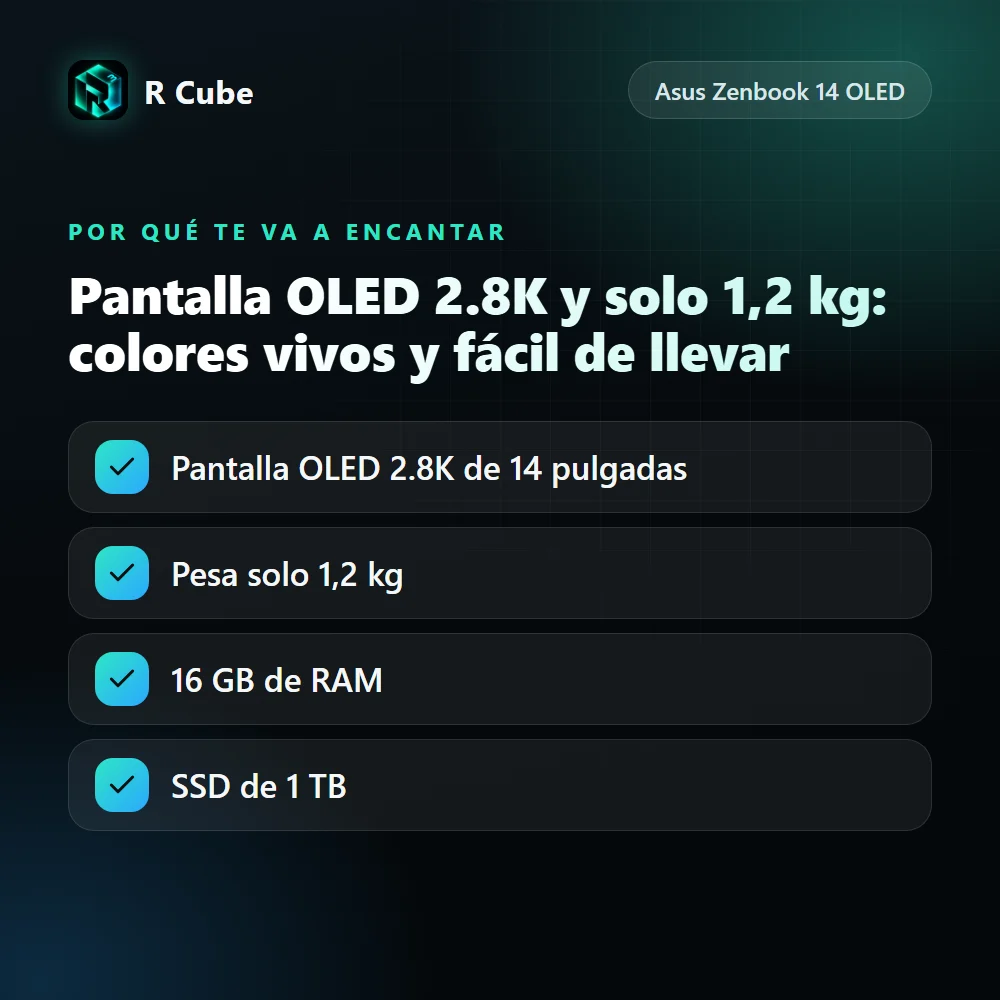 R Cube
Asus Zenbook 14 OLED
POR QUÉ TE VA A ENCANTAR
Pantalla OLED 2.8K y solo 1,2 kg:
colores vivos y fácil de llevar
Pantalla OLED 2.8K de 14 pulgadas
Pesa solo 1,2 kg
16 GB de RAM
SSD de 1 TB